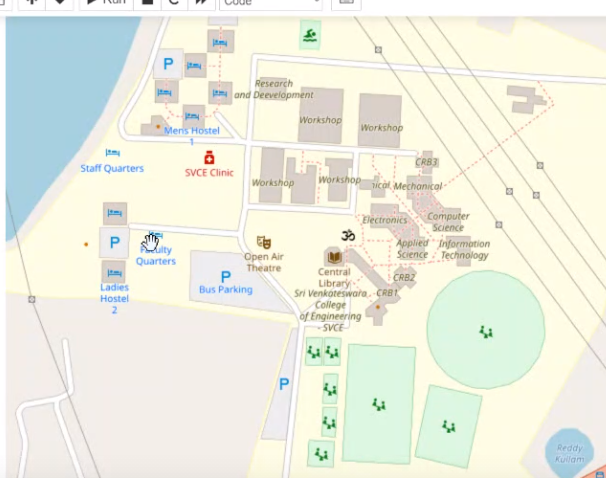 Run
Code
P
Research
and Deevelopment
Workshop
Workshop
Mens Hostel
1
Staff Quarters
SVCE Clinic
Workshop
Workshop
ical
Mechanical
CRB3
Electronics
Computer
Science
Applied
Science
Information
Technology
P
Faculty
Quarters
Open Air
Theatre
ॐ
Central
Library
Sri Venkateswara
College
of Engineering
- SVCE
CRB2
CRB1
Ladies
Hostel
2
P
Bus Parking
P
Reddy
Kullam